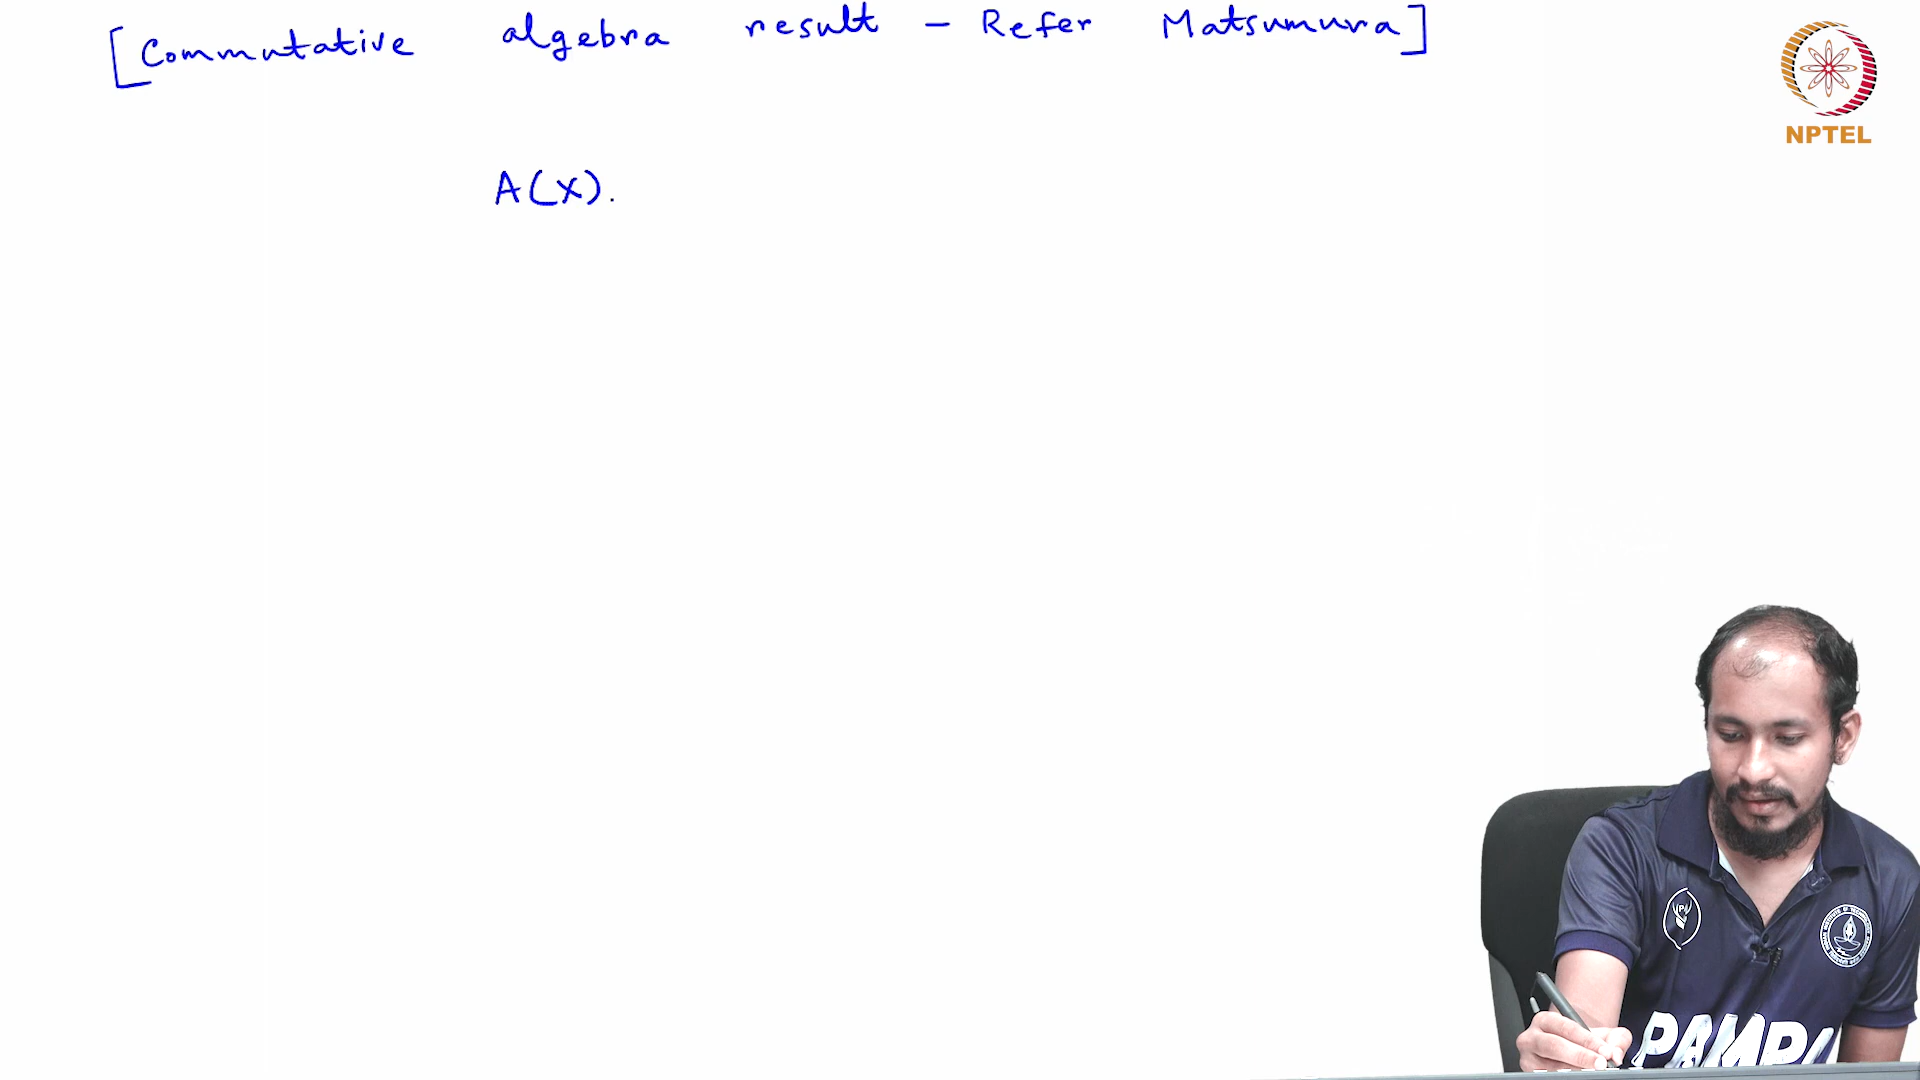 [Commutative algebra result - Refer Matsumura]
NPTEL
A(X).
PAMPA